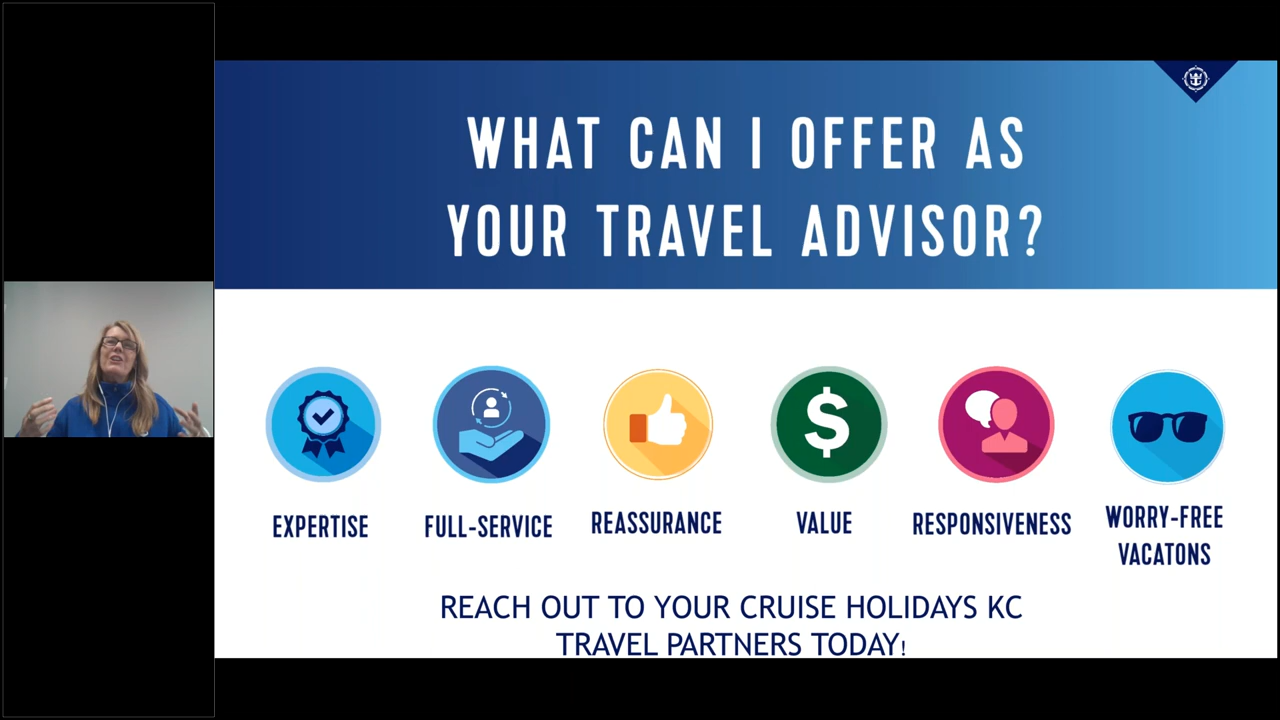 WHAT CAN I OFFER AS
YOUR TRAVEL ADVISOR?
EXPERTISE
FULL-SERVICE
REASSURANCE
VALUE
RESPONSIVENESS
WORRY-FREE
VACATONS
REACH OUT TO YOUR CRUISE HOLIDAYS KC
TRAVEL PARTNERS TODAY!